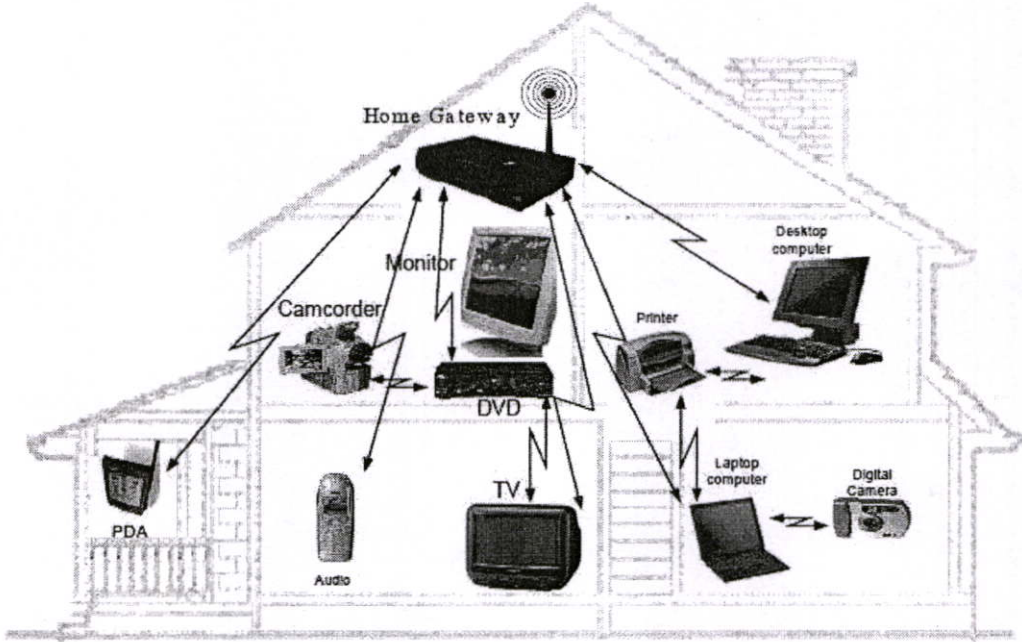 Home Gateway
Desktop
computer
Monitor
Camcorder
Printer
DVD
Laptop
computer
Digital
Camera
TV
PDA
Audio